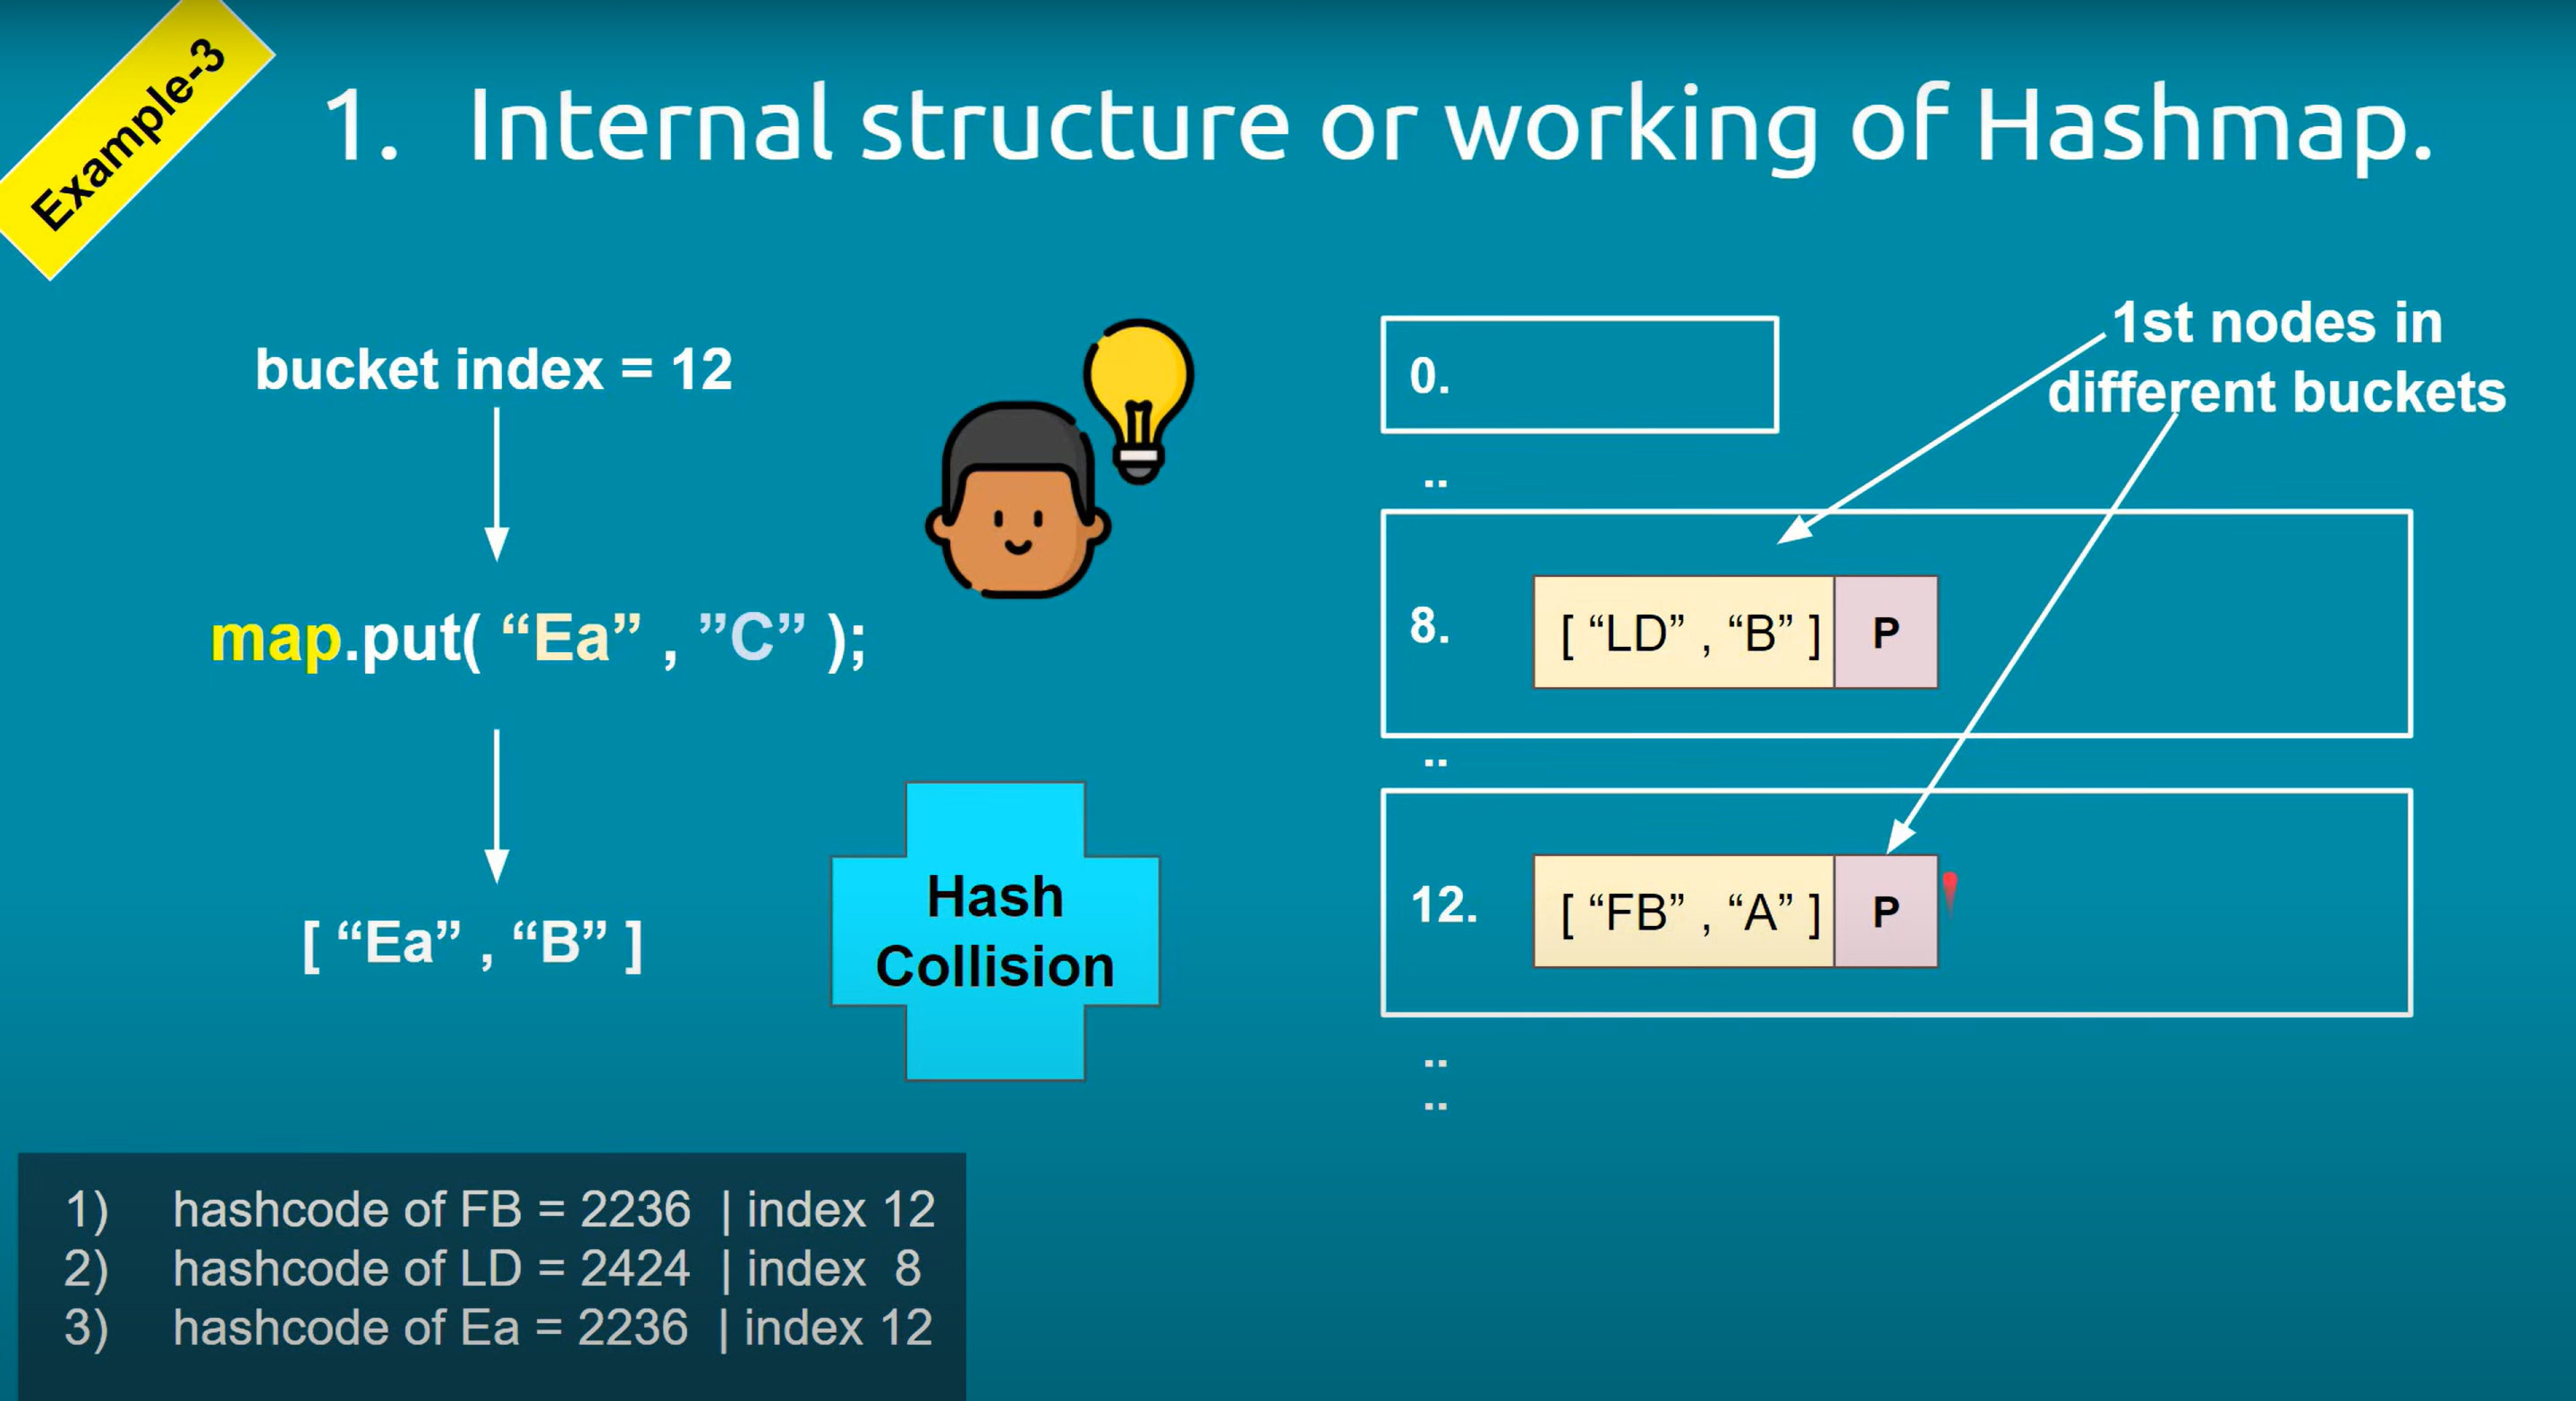 Example-3
1. Internal structure or working of Hashmap.
bucket index = 12
map.put( “Ea” , ”C” );
[ “Ea” , “B” ]
Hash
Collision
1st nodes in
different buckets
0.
..
8. [ “LD” , “B” ] P
..
12. [ “FB” , “A” ] P
..
..
1) hashcode of FB = 2236 | index 12
2) hashcode of LD = 2424 | index 8
3) hashcode of Ea = 2236 | index 12